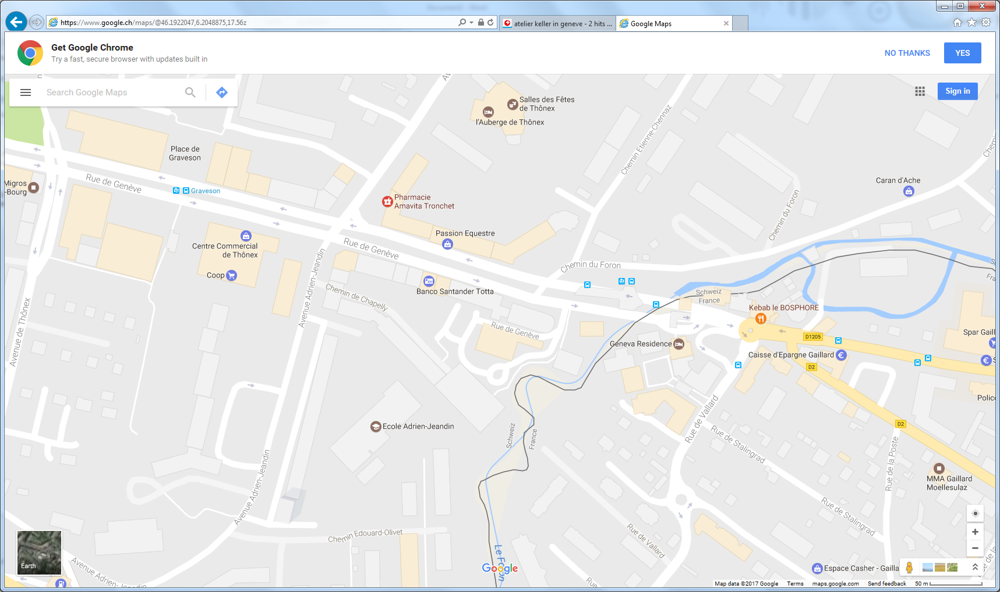 https://www.google.ch/maps/@46.1922047,6.2048875,17.56z
atelier keller in geneve - 2 hits ...
Google Maps
Get Google Chrome
Try a fast, secure browser with updates built in
NO THANKS
YES
Search Google Maps
Sign in
Salles des Fêtes
de Thônex
l'Auberge de Thônex
Chemin Etienne-Chennaz
Place de
Graveson
Migros
-Bourg
Rue de Genève
Graveson
Caran d'Ache
Pharmacie
Amavita Tronchet
Chemin du Foron
Passion Equestre
Centre Commercial
de Thônex
Rue de Genève
Coop
Chemin du Foron
Banco Santander Totta
Avenue Adrien-Jeandin
Chemin de Chapelly
Schweiz
France
Kebab le BOSPHORE
Avenue de Thônex
Rue de Genève
D1205
Spar Gaill
Geneva Residence
Caisse d'Epargne Gaillard
D2
Police
Rue de Vallard
Ecole Adrien-Jeandin
Schweiz
France
D2
Rue de Stalingrad
Rue de la Poste
MMA Gaillard
Moellesulaz
Avenue Adrien-Jeandin
Rue de Stalingrad
Chemin Edouard-Olivet
Rue de Vallard
Earth
Avenue Adrien-Jeandin
Google
Espace Casher - Gailla
Map data ©2017 Google
Terms
maps.google.com
Send feedback
50 m